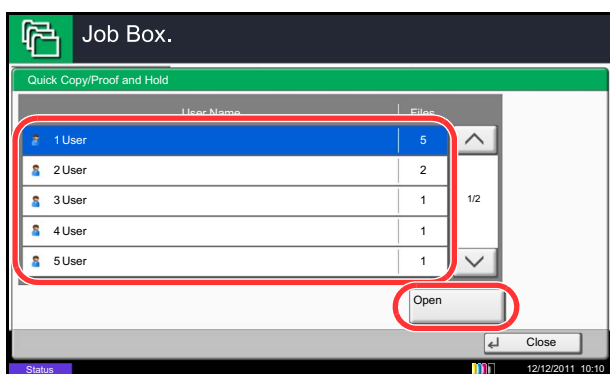 Job Box.
Quick Copy/Proof and Hold
User Name Files
1 User 5
2 User 2
3 User 1
1/2
4 User 1
5 User 1
Open
Close
Status 12/12/2011 10:10